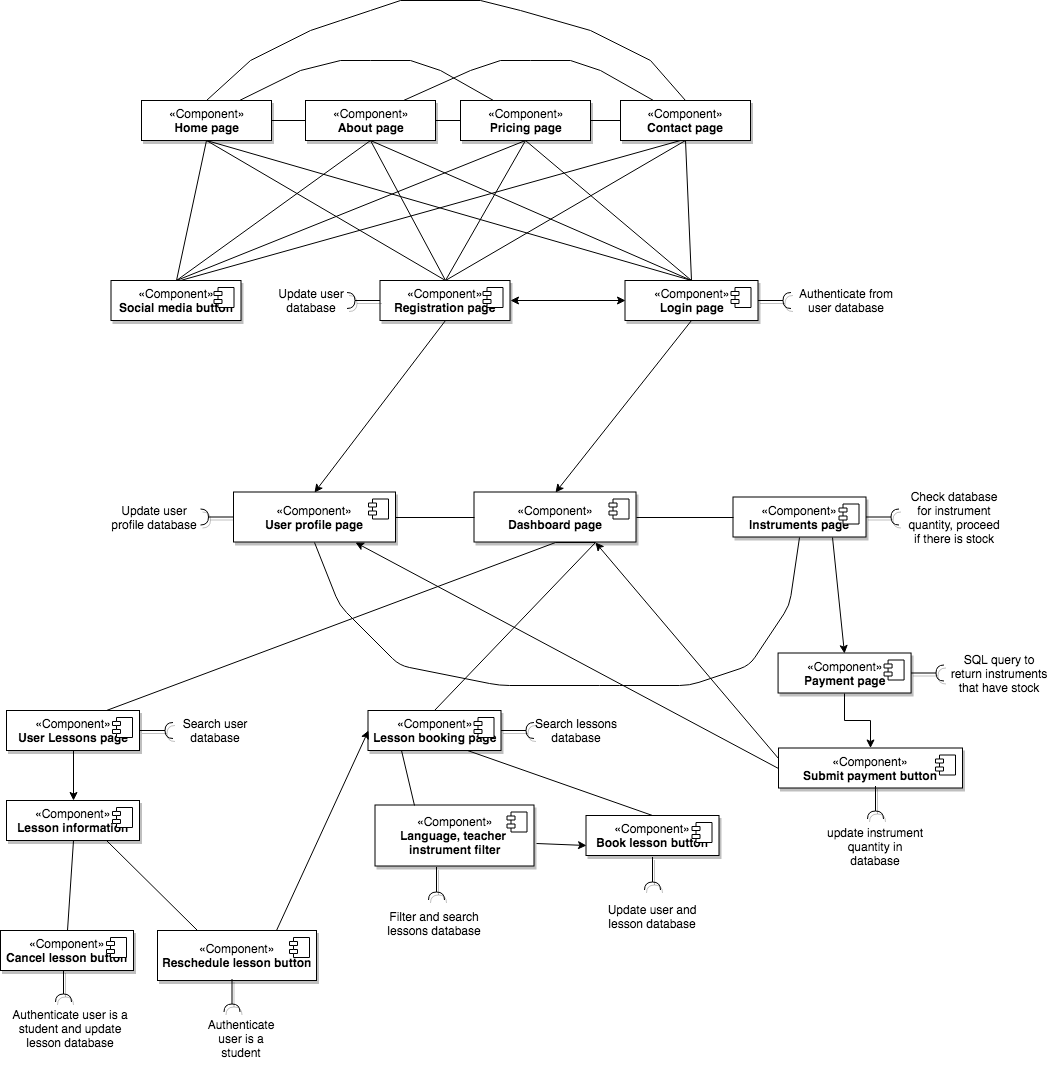 «Component»
Home page
«Component»
About page
«Component»
Pricing page
«Component»
Contact page
«Component»
Social media button
Update user
database
«Component»
Registration page
«Component»
Login page
Authenticate from
user database
Update user
profile database
«Component»
User profile page
«Component»
Dashboard page
«Component»
Instruments page
Check database
for instrument
quantity, proceed
if there is stock
«Component»
Payment page
SQL query to
return instruments
that have stock
«Component»
User Lessons page
Search user
database
«Component»
Lesson booking page
Search lessons
database
«Component»
Submit payment button
«Component»
Lesson information
«Component»
Language, teacher
instrument filter
«Component»
Book lesson button
update instrument
quantity in
database
Filter and search
lessons database
Update user and
lesson database
«Component»
Cancel lesson button
«Component»
Reschedule lesson button
Authenticate user is a
student and update
lesson database
Authenticate
user is a
student